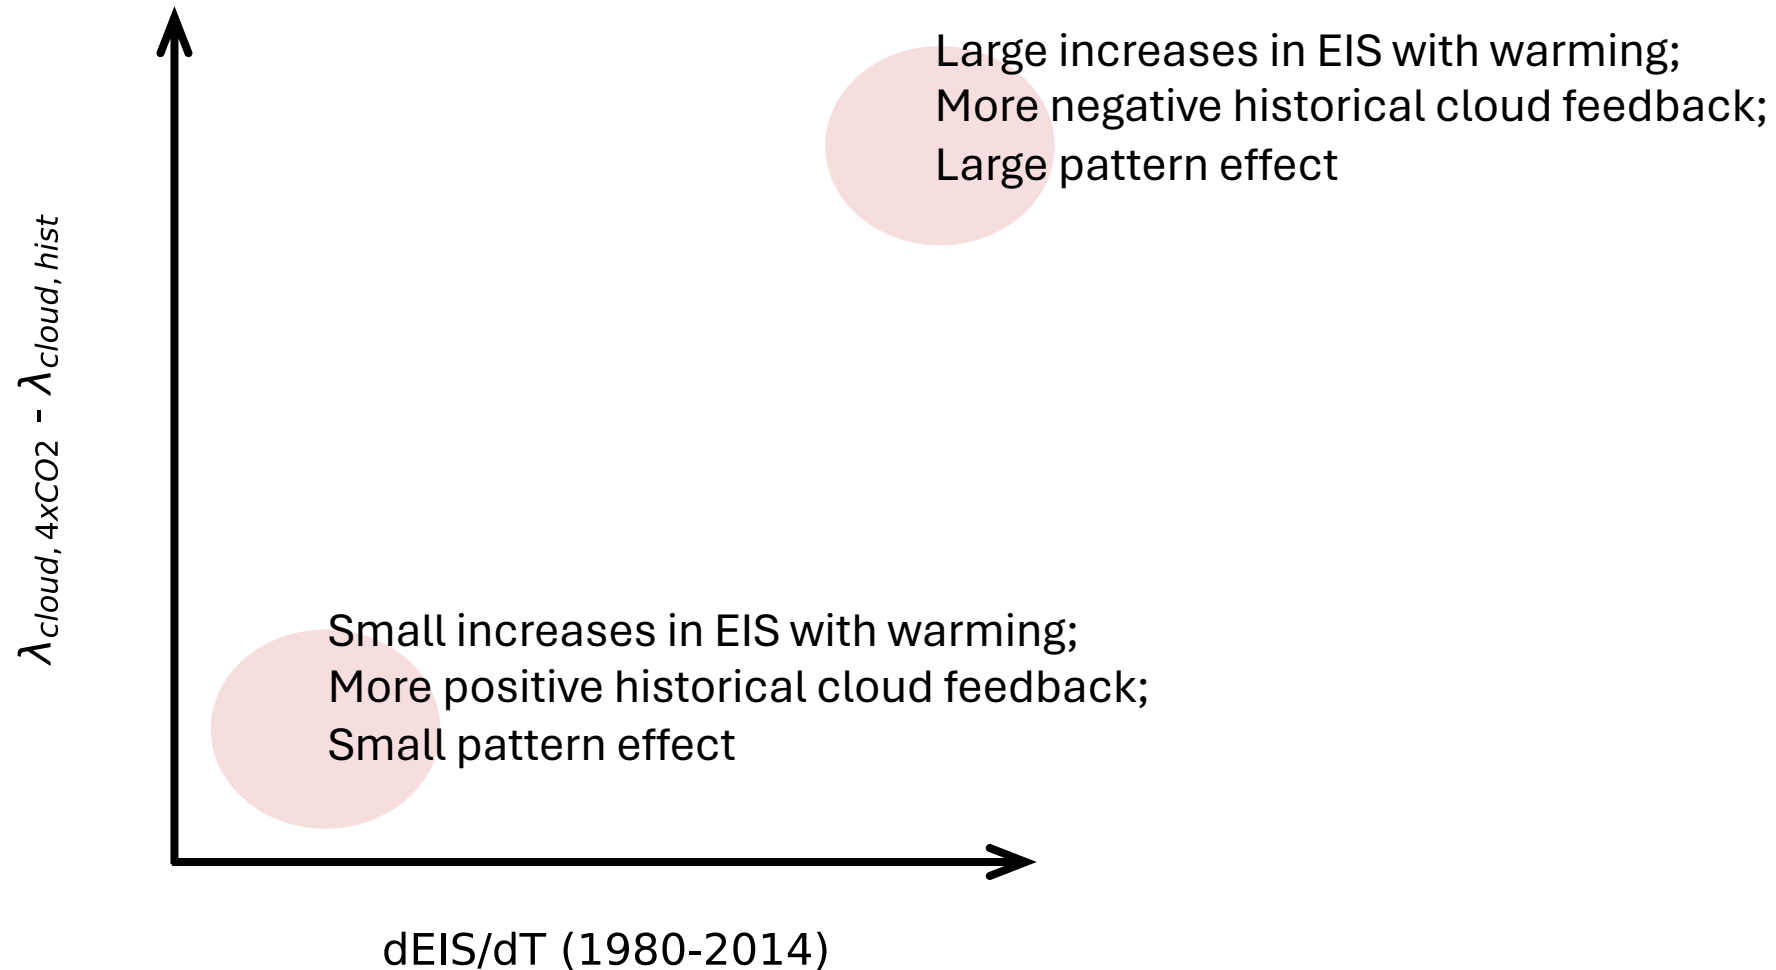 Large increases in EIS with warming;
More negative historical cloud feedback;
Large pattern effect
λcloud, 4xCO2 - λcloud, hist
Small increases in EIS with warming;
More positive historical cloud feedback;
Small pattern effect
dEIS/dT (1980-2014)